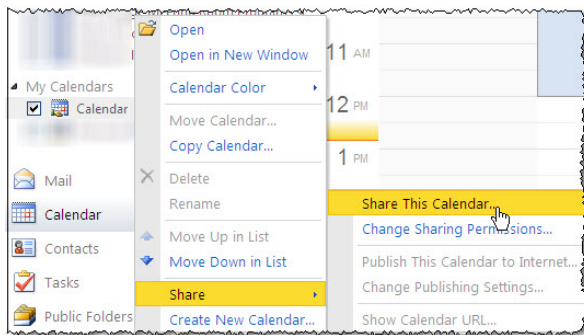 Open
Open in New Window
Calendar Color
Move Calendar...
Copy Calendar...
Delete
Rename
Move Up in List
Move Down in List
Share
Create New Calendar...
My Calendars
Calendar
Mail
Calendar
Contacts
Tasks
Public Folders
11 AM
12 PM
1 PM
Share This Calendar...
Change Sharing Permissions...
Publish This Calendar to Internet...
Change Publishing Settings...
Show Calendar URL...